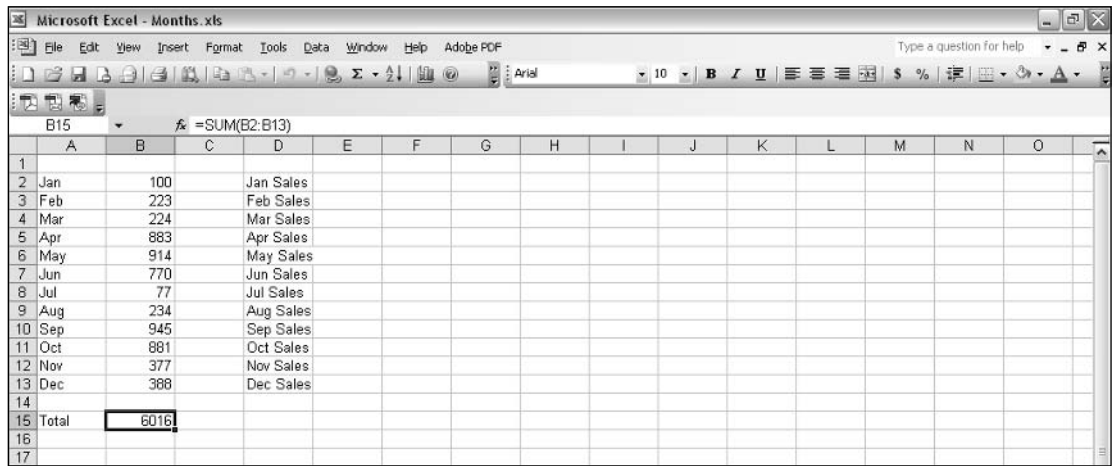 Microsoft Excel - Months.xls
File Edit View Insert Format Tools Data Window Help Adobe PDF Type a question for help
Arial 10 B I U $ % A
B15 fx =SUM(B2:B13)
A B C D E F G H I J K L M N O
1
2 Jan 100 Jan Sales
3 Feb 223 Feb Sales
4 Mar 224 Mar Sales
5 Apr 883 Apr Sales
6 May 914 May Sales
7 Jun 770 Jun Sales
8 Jul 77 Jul Sales
9 Aug 234 Aug Sales
10 Sep 945 Sep Sales
11 Oct 881 Oct Sales
12 Nov 377 Nov Sales
13 Dec 388 Dec Sales
14
15 Total 6016
16
17